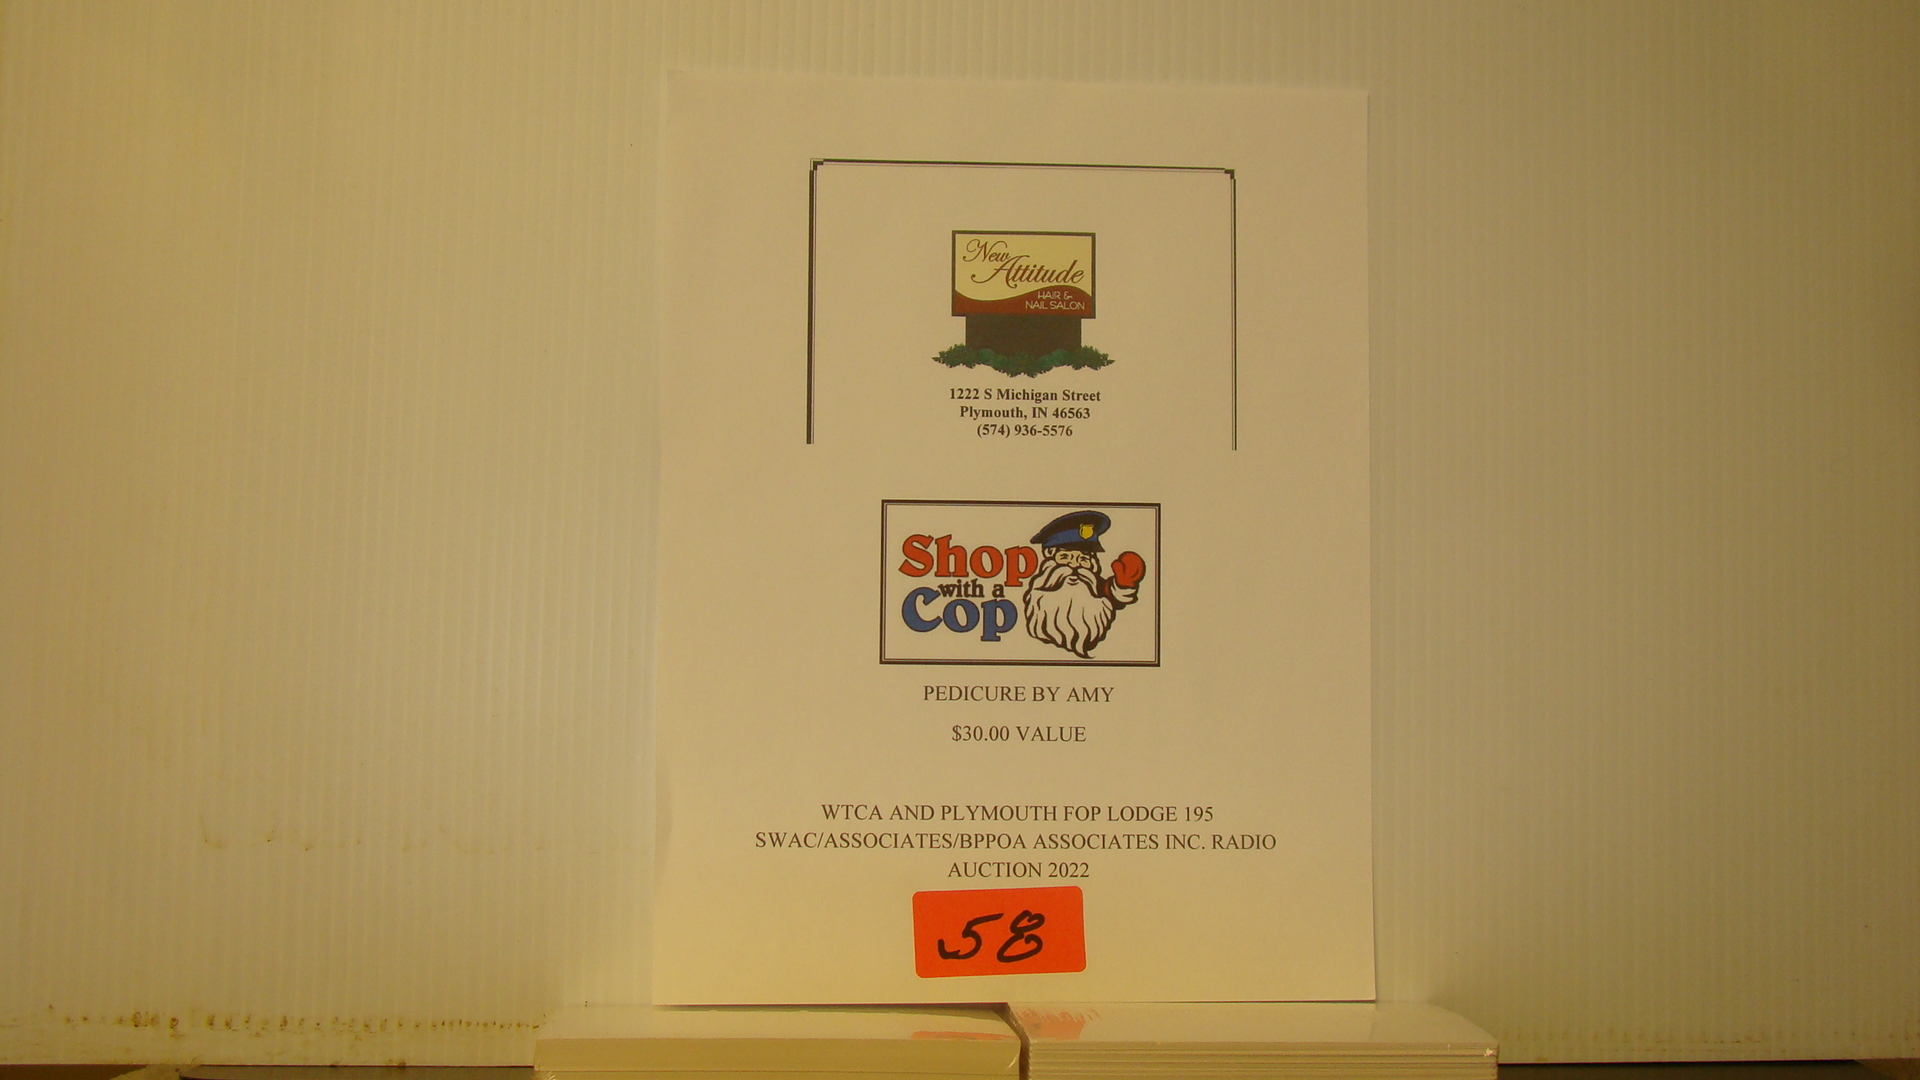 New
Attitude
HAIR &
NAIL SALON
1222 S Michigan Street
Plymouth, IN 46563
(574) 936-5576
Shop
with a
Cop
PEDICURE BY AMY
$30.00 VALUE
WTCA AND PLYMOUTH FOP LODGE 195
SWAC/ASSOCIATES/BPPOA ASSOCIATES INC. RADIO
AUCTION 2022
58